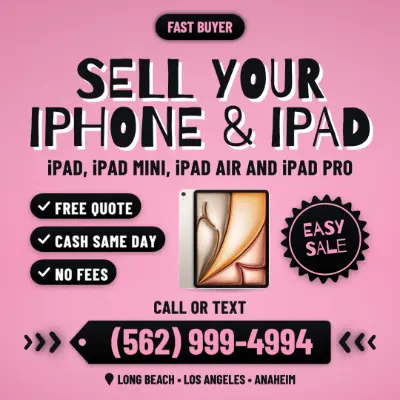 FAST BUYER
SELL YOUR
IPHONE & IPAD
iPAD, iPAD MINI, iPAD AIR AND iPAD PRO
FREE QUOTE
CASH SAME DAY
NO FEES
EASY
SALE
CALL OR TEXT
(562) 999-4994
LONG BEACH • LOS ANGELES • ANAHEIM